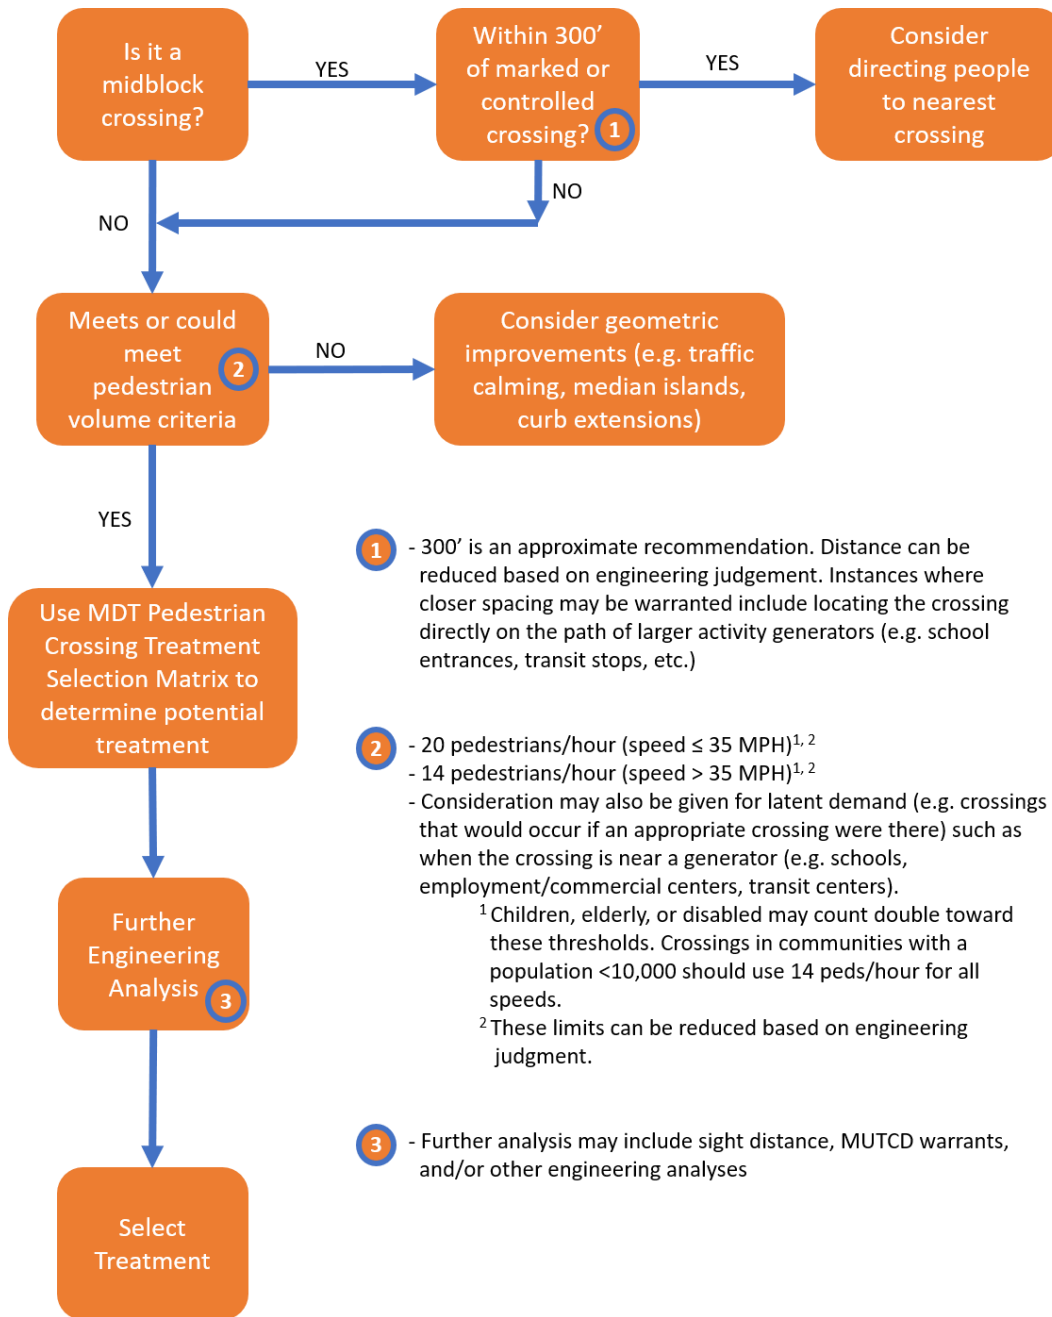 Is it a
midblock
crossing?
YES
Within 300’
of marked or
controlled
crossing?
1
YES
Consider
directing people
to nearest
crossing
NO
NO
Meets or could
meet
pedestrian
volume criteria
2
NO
Consider geometric
improvements (e.g. traffic
calming, median islands,
curb extensions)
YES
Use MDT Pedestrian
Crossing Treatment
Selection Matrix to
determine potential
treatment
Further
Engineering
Analysis
3
Select
Treatment
1 - 300’ is an approximate recommendation. Distance can be
reduced based on engineering judgement. Instances where
closer spacing may be warranted include locating the crossing
directly on the path of larger activity generators (e.g. school
entrances, transit stops, etc.)
2 - 20 pedestrians/hour (speed ≤ 35 MPH)1, 2
- 14 pedestrians/hour (speed > 35 MPH)1, 2
- Consideration may also be given for latent demand (e.g. crossings
that would occur if an appropriate crossing were there) such as
when the crossing is near a generator (e.g. schools,
employment/commercial centers, transit centers).
1 Children, elderly, or disabled may count double toward
these thresholds. Crossings in communities with a
population <10,000 should use 14 peds/hour for all
speeds.
2 These limits can be reduced based on engineering
judgment.
3 - Further analysis may include sight distance, MUTCD warrants,
and/or other engineering analyses